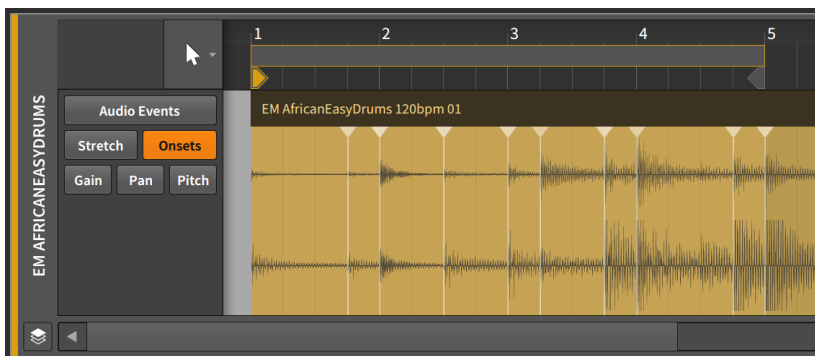 1 2 3 4 5
EM AFRICANEASYDRUMS
Audio Events
Stretch Onsets
Gain Pan Pitch
EM AfricanEasyDrums 120bpm 01